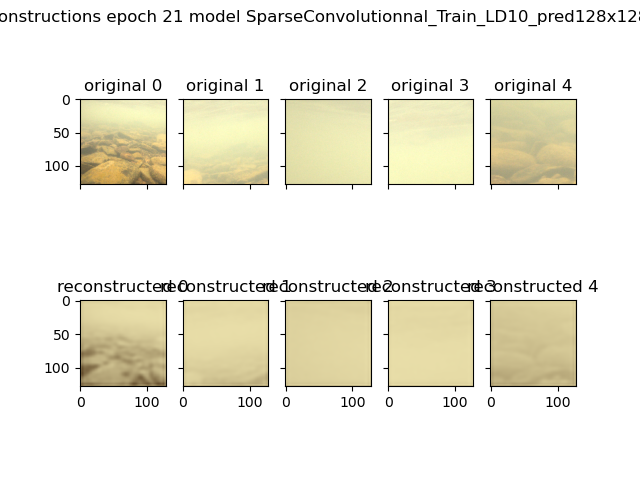 onstructions epoch 21 model SparseConvolutionnal_Train_LD10_pred128x128
original 0 original 1 original 2 original 3 original 4
0
50
100
reconstructed 0 reconstructed 1 reconstructed 2 reconstructed 3 reconstructed 4
0
50
100
0 100 0 100 0 100 0 100 0 100